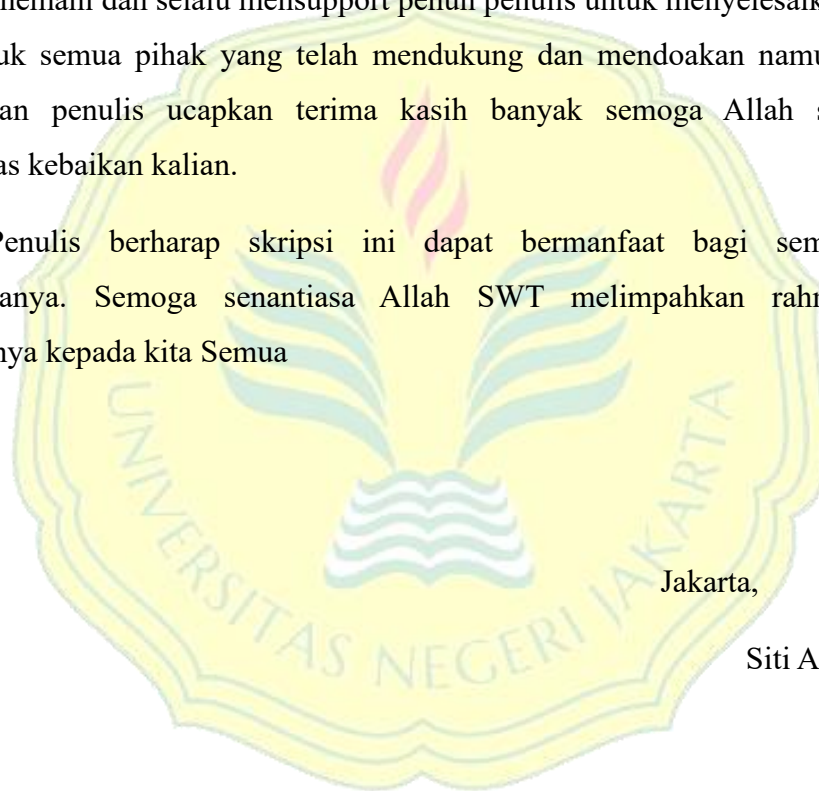 memahi dan selalu mensupport penuh penulis untuk menyelesaik
uk semua pihak yang telah mendukung dan mendoakan namu
an penulis ucapkan terima kasih banyak semoga Allah s
as kebaikan kalian.
Penulis berharap skripsi ini dapat bermanfaat bagi sem
anya. Semoga senantiasa Allah SWT melimpahkan rahm
nya kepada kita Semua
UNIVERSITAS NEGERI JAKARTA
Jakarta,
Siti A